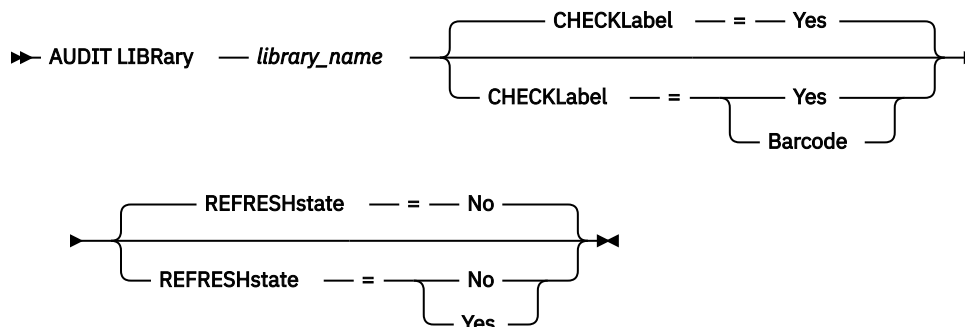 CHECKLabel = Yes
AUDIT LIBRary library_name
CHECKLabel = Yes
Barcode
REFRESHstate = No
REFRESHstate = No
Yes